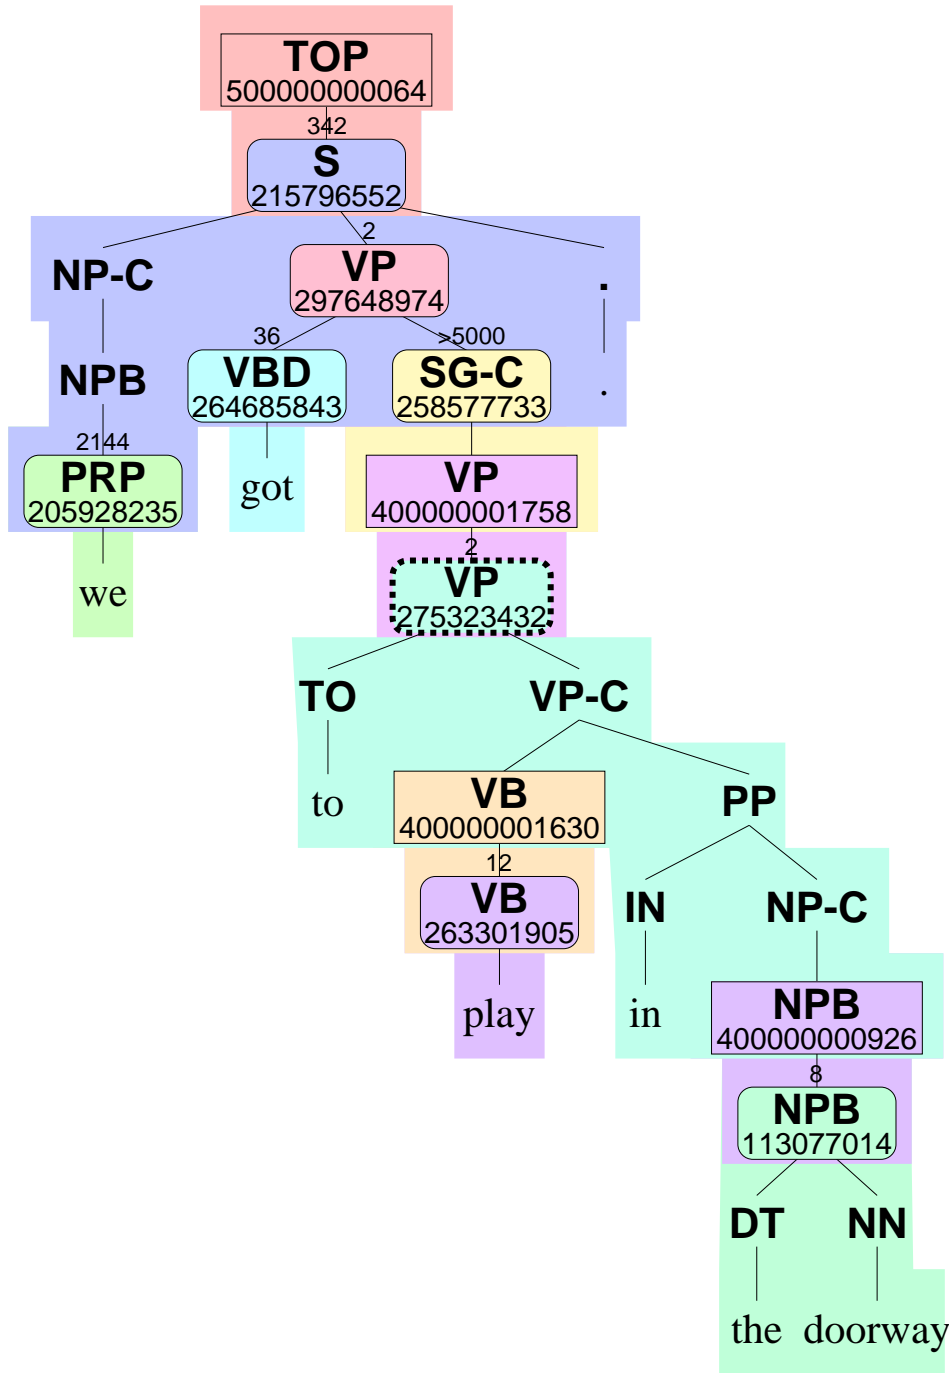 TOP
500000000064
342
S
215796552
2
NP-C
VP
297648974
.
36
>5000
NPB
VBD
264685843
SG-C
258577733
.
2144
PRP
205928235
got
VP
400000001758
2
we
VP
275323432
TO
VP-C
to
VB
400000001630
PP
12
VB
263301905
IN
NP-C
play
in
NPB
400000000926
8
NPB
113077014
DT
NN
the doorway